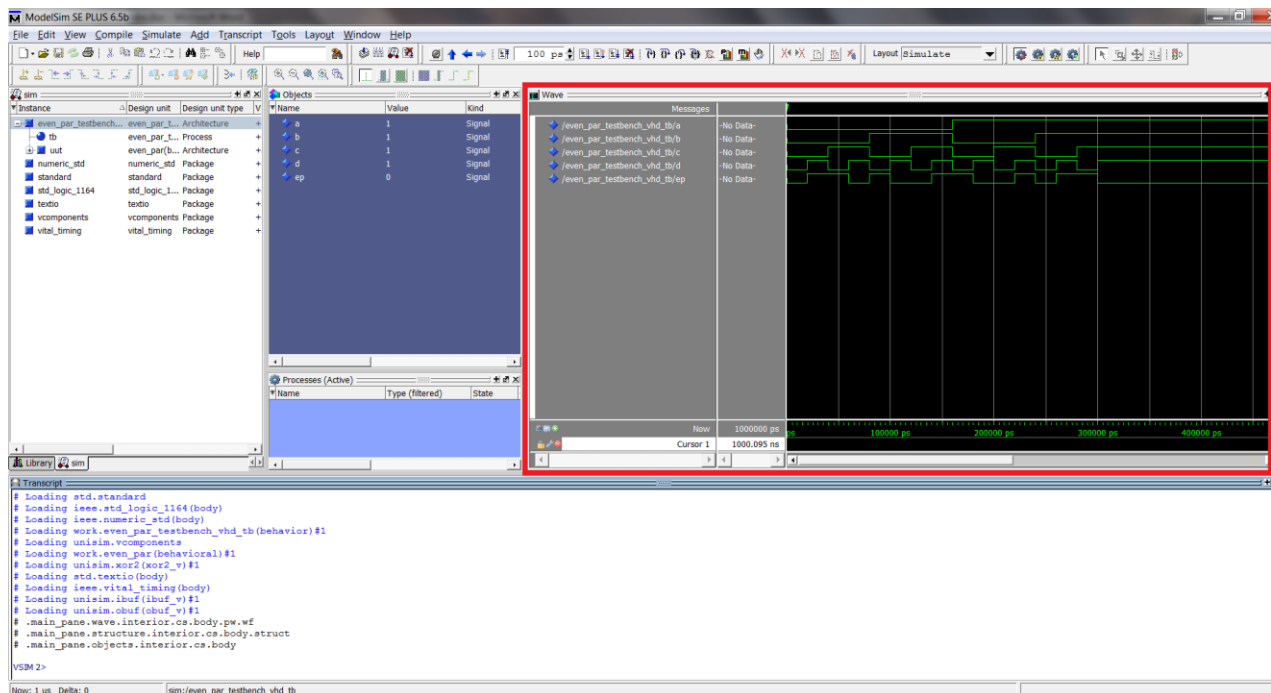 ModelSim SE PLUS 6.5b
File Edit View Compile Simulate Add Transcript Tools Layout Window Help
Help 100 ps Layout Simulate
sim
Instance Design unit Design unit type V
even_par_testbench... even_par_t... Architecture +
tb even_par_t... Process +
uut even_par(b... Architecture +
numeric_std numeric_std Package +
standard standard Package +
std_logic_1164 std_logic_1... Package +
textio textio Package +
vcomponents vcomponents Package +
vital_timing vital_timing Package +
Library sim
Objects
Name Value Kind
a 1 Signal
b 1 Signal
c 1 Signal
d 1 Signal
ep 0 Signal
Processes (Active)
Name Type (filtered) State
Wave
Messages
/even_par_testbench_vhd_tb/a -No Data-
/even_par_testbench_vhd_tb/b -No Data-
/even_par_testbench_vhd_tb/c -No Data-
/even_par_testbench_vhd_tb/d -No Data-
/even_par_testbench_vhd_tb/ep -No Data-
Now 1000000 ps ps 100000 ps 200000 ps 300000 ps 400000 ps
Cursor 1 1000.095 ns
Transcript
# Loading std.standard
# Loading ieee.std_logic_1164(body)
# Loading ieee.numeric_std(body)
# Loading work.even_par_testbench_vhd_tb(behavior)#1
# Loading unisim.vcomponents
# Loading work.even_par(behavioral)#1
# Loading unisim.xor2(xor2_v)#1
# Loading std.textio(body)
# Loading ieee.vital_timing(body)
# Loading unisim.ibuf(ibuf_v)#1
# Loading unisim.obuf(obuf_v)#1
# .main_pane.wave.interior.cs.body.pw.wf
# .main_pane.structure.interior.cs.body.struct
# .main_pane.objects.interior.cs.body
VSIM 2>
Now: 1 us Delta: 0 sim:/even_par_testbench_vhd_tb